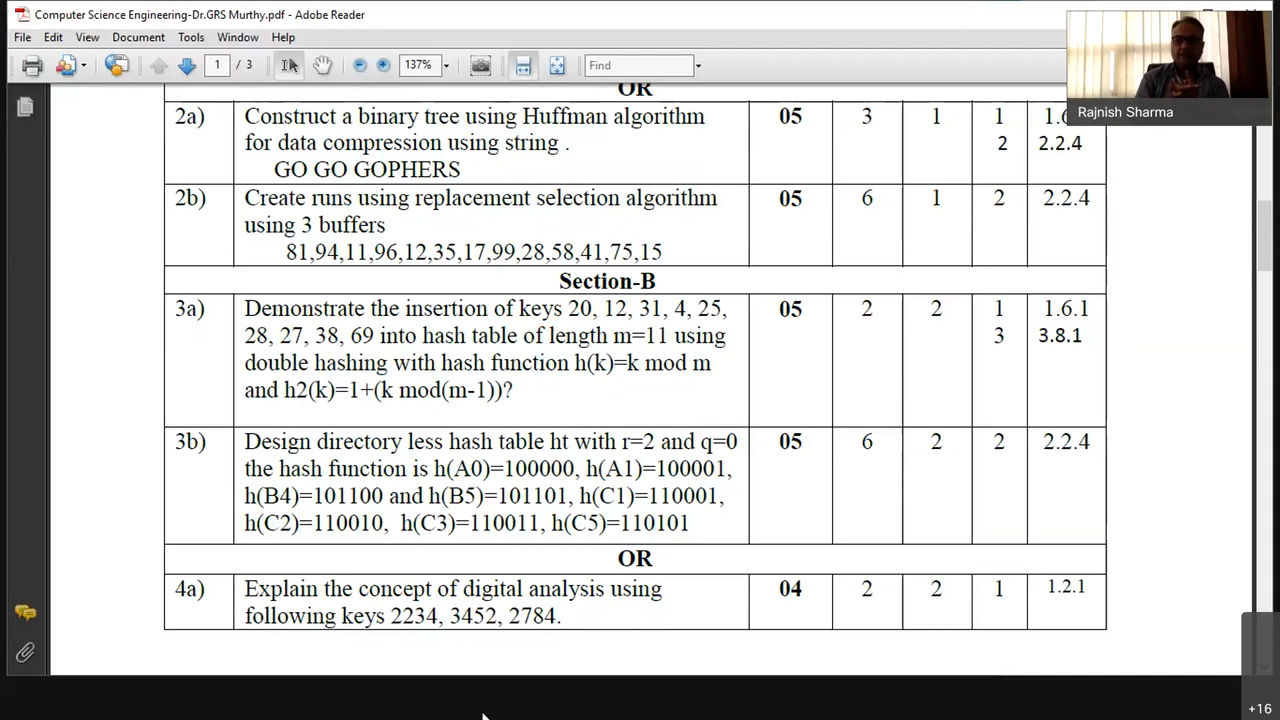 Computer Science Engineering-Dr.GRS Murthy.pdf - Adobe Reader
File Edit View Document Tools Window Help
1 / 3 137% Find
Rajnish Sharma
OR
2a) Construct a binary tree using Huffman algorithm 05 3 1 1
for data compression using string . 2 2.2.4
GO GO GOPHERS
2b) Create runs using replacement selection algorithm 05 6 1 2 2.2.4
using 3 buffers
81,94,11,96,12,35,17,99,28,58,41,75,15
Section-B
3a) Demonstrate the insertion of keys 20, 12, 31, 4, 25, 05 2 2 1 1.6.1
28, 27, 38, 69 into hash table of length m=11 using 3 3.8.1
double hashing with hash function h(k)=k mod m
and h2(k)=1+(k mod(m-1))?
3b) Design directory less hash table ht with r=2 and q=0 05 6 2 2 2.2.4
the hash function is h(A0)=100000, h(A1)=100001,
h(B4)=101100 and h(B5)=101101, h(C1)=110001,
h(C2)=110010, h(C3)=110011, h(C5)=110101
OR
4a) Explain the concept of digital analysis using 04 2 2 1 1.2.1
following keys 2234, 3452, 2784.
+16